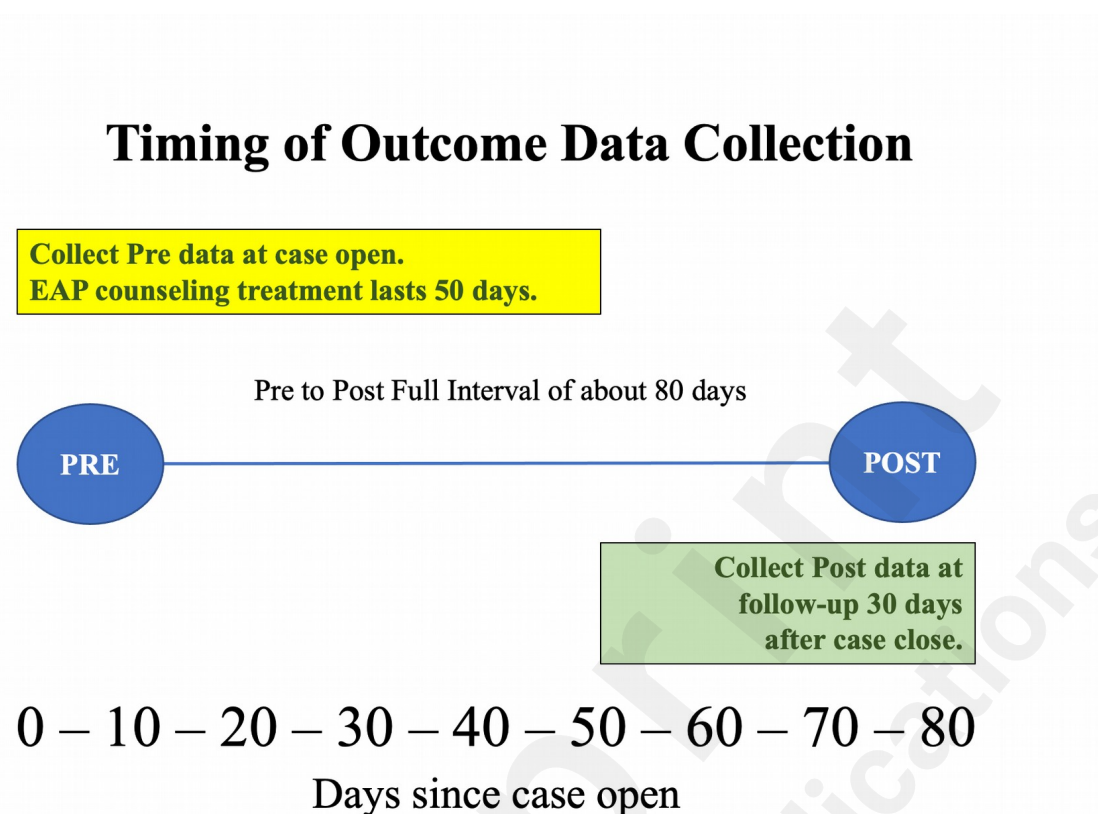 Timing of Outcome Data Collection
Collect Pre data at case open.
EAP counseling treatment lasts 50 days.
Pre to Post Full Interval of about 80 days
PRE
POST
Collect Post data at
follow-up 30 days
after case close.
0 – 10 – 20 – 30 – 40 – 50 – 60 – 70 – 80
Days since case open